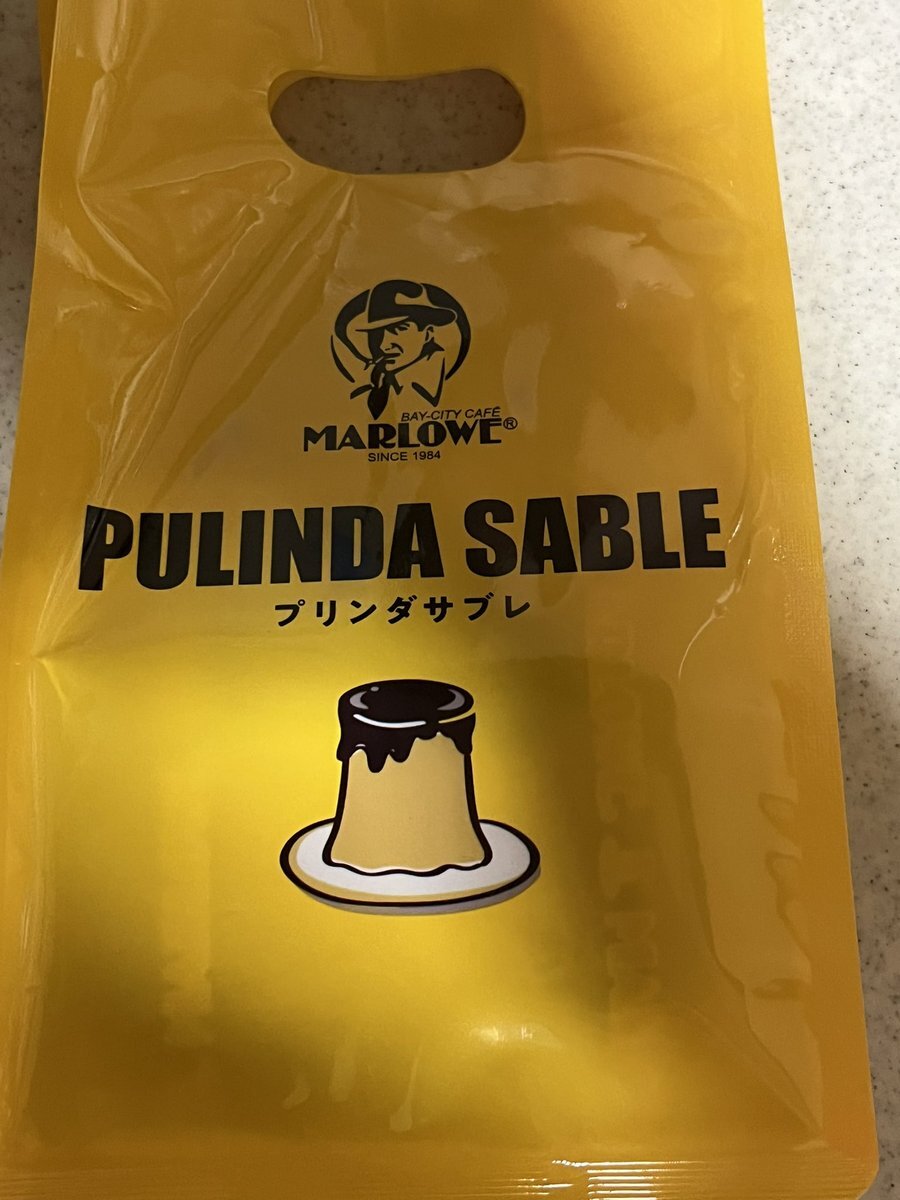 BAY-CITY CAFÉ
MARLOWE®
SINCE 1984
PULINDA SABLE
プリンダサブレ